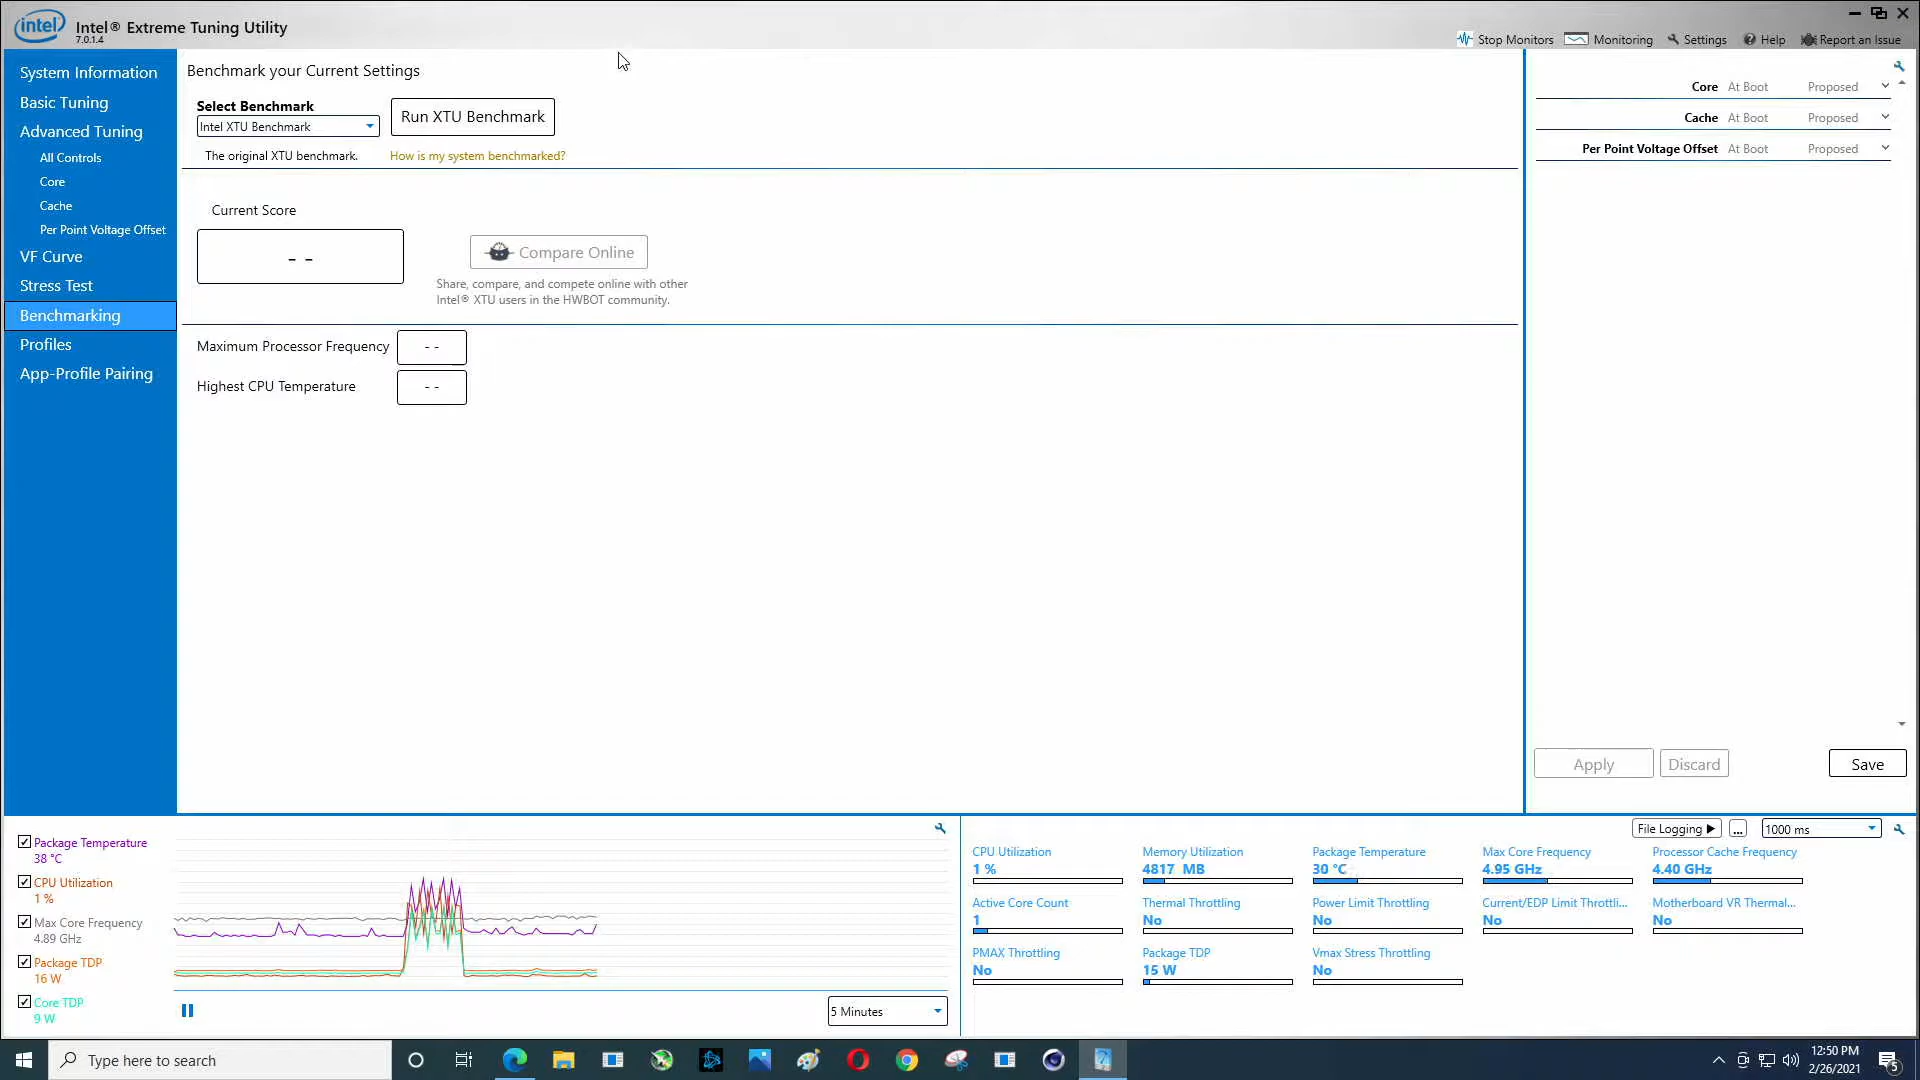 intel
Intel® Extreme Tuning Utility
7.0.1.4
Stop Monitors
Monitoring
Settings
Help
Report an Issue
System Information
Basic Tuning
Advanced Tuning
All Controls
Core
Cache
Per Point Voltage Offset
VF Curve
Stress Test
Benchmarking
Profiles
App-Profile Pairing
Benchmark your Current Settings
Select Benchmark
Intel XTU Benchmark
Run XTU Benchmark
The original XTU benchmark.
How is my system benchmarked?
Current Score
- -
Compare Online
Share, compare, and compete online with other
Intel® XTU users in the HWBOT community.
Maximum Processor Frequency
- -
Highest CPU Temperature
- -
Core At Boot Proposed
Cache At Boot Proposed
Per Point Voltage Offset At Boot Proposed
Apply
Discard
Save
Package Temperature
38 °C
CPU Utilization
1 %
Max Core Frequency
4.89 GHz
Package TDP
16 W
Core TDP
9 W
5 Minutes
File Logging
...
1000 ms
CPU Utilization
1 %
Memory Utilization
4817 MB
Package Temperature
30 °C
Max Core Frequency
4.95 GHz
Processor Cache Frequency
4.40 GHz
Active Core Count
1
Thermal Throttling
No
Power Limit Throttling
No
Current/EDP Limit Throttli...
No
Motherboard VR Thermal...
No
PMAX Throttling
No
Package TDP
15 W
Vmax Stress Throttling
No
Type here to search
12:50 PM
2/26/2021
5